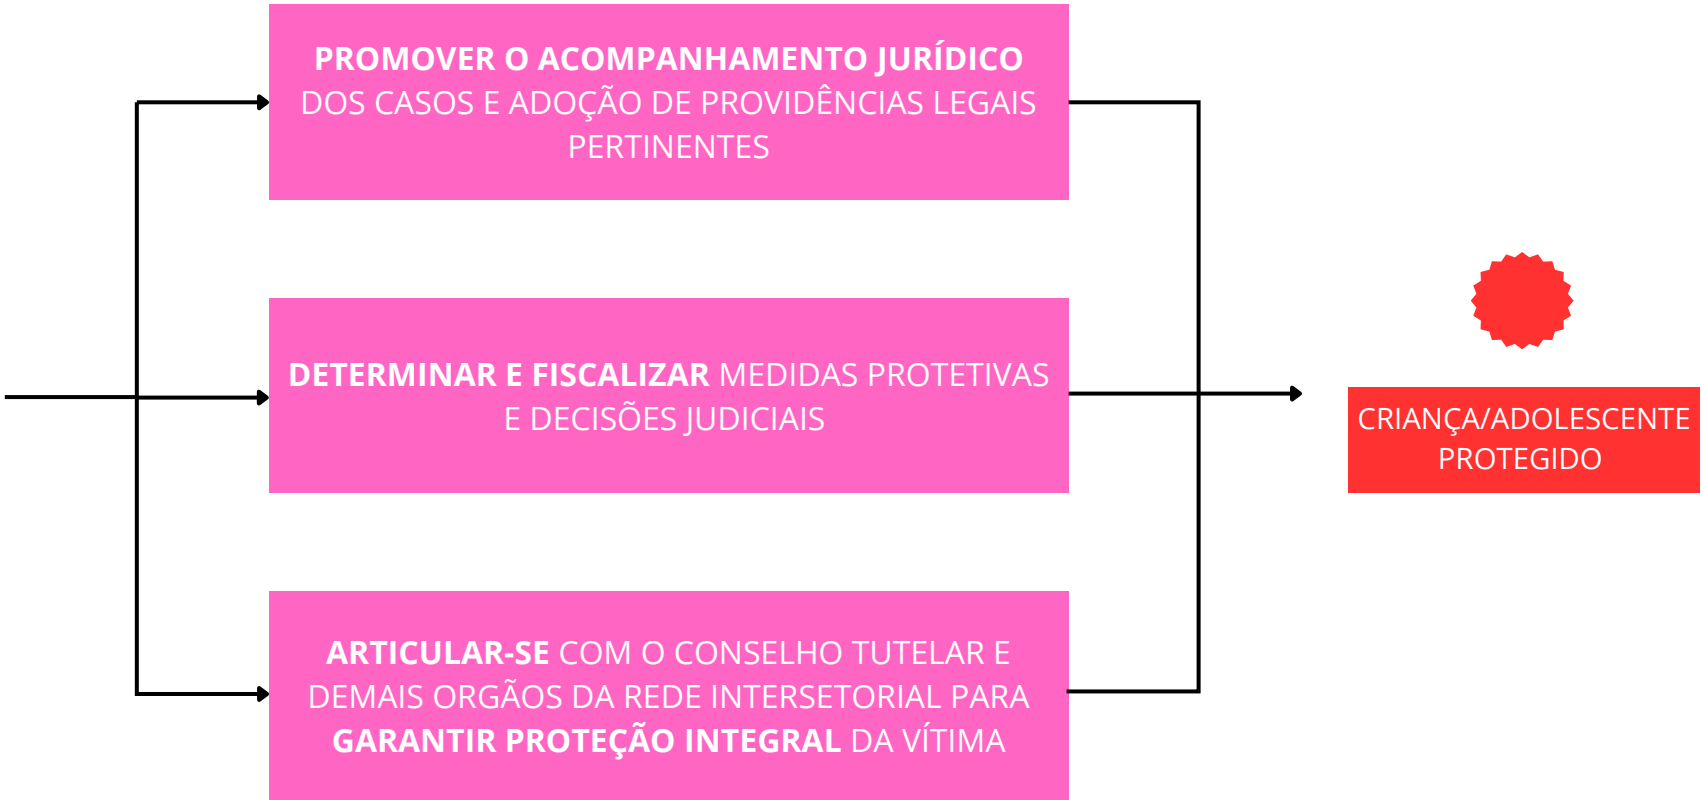 PROMOVER O ACOMPANHAMENTO JURÍDICO
DOS CASOS E ADOÇÃO DE PROVIDÊNCIAS LEGAIS
PERTINENTES
DETERMINAR E FISCALIZAR MEDIDAS PROTETIVAS
E DECISÕES JUDICIAIS
CRIANÇA/ADOLESCENTE
PROTEGIDO
ARTICULAR-SE COM O CONSELHO TUTELAR E
DEMAIS ORGÃOS DA REDE INTERSETORIAL PARA
GARANTIR PROTEÇÃO INTEGRAL DA VÍTIMA